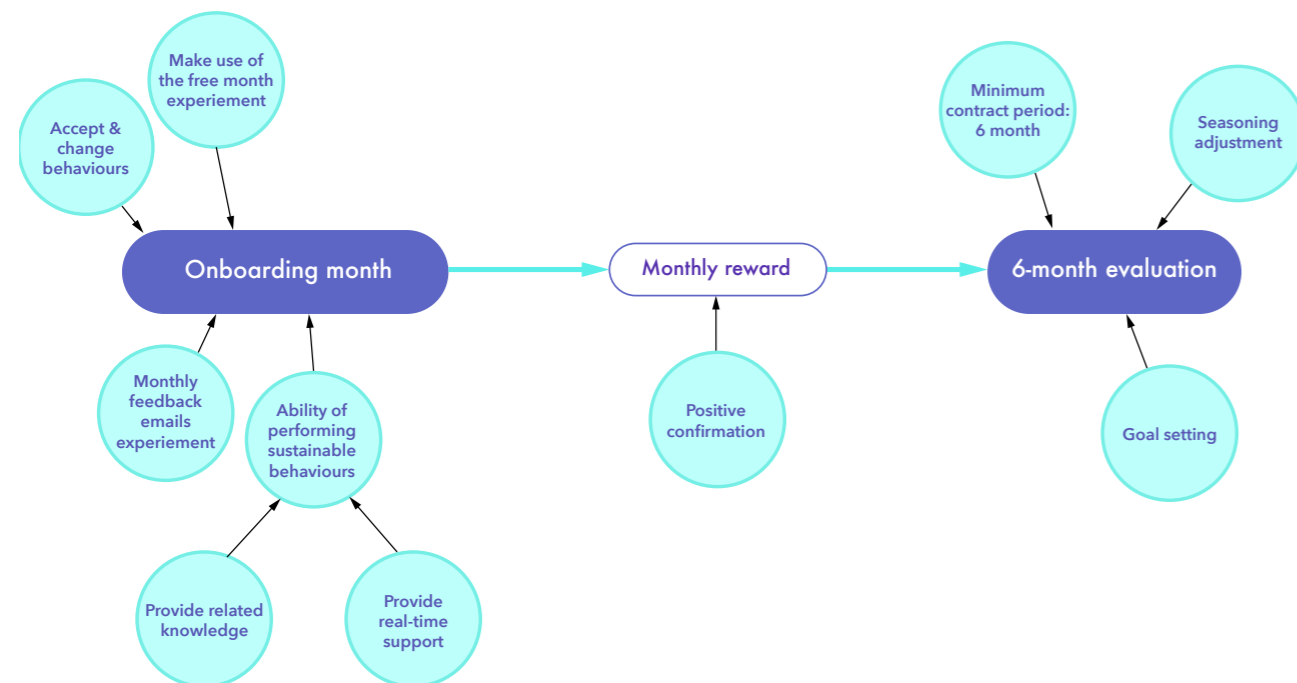 Make use of
the free month
experiement
Accept &
change
behaviours
Minimum
contract period:
6 month
Seasoning
adjustment
Onboarding month
Monthly reward
6-month evaluation
Monthly
feedback
emails
experiement
Ability of
performing
sustainable
behaviours
Positive
confirmation
Goal setting
Provide related
knowledge
Provide
real-time
support